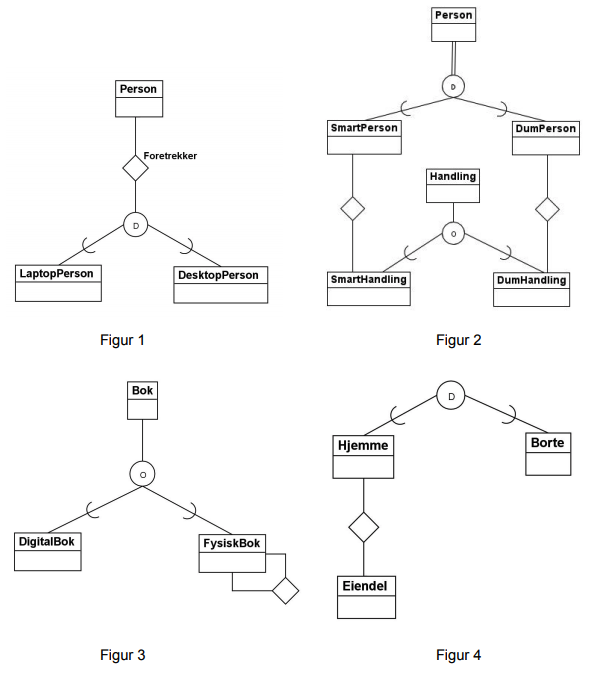 Person
Foretrekker
D
LaptopPerson
DesktopPerson
Figur 1
Person
D
SmartPerson
DumPerson
Handling
O
SmartHandling
DumHandling
Figur 2
Bok
O
DigitalBok
FysiskBok
Figur 3
D
Hjemme
Borte
Eiendel
Figur 4